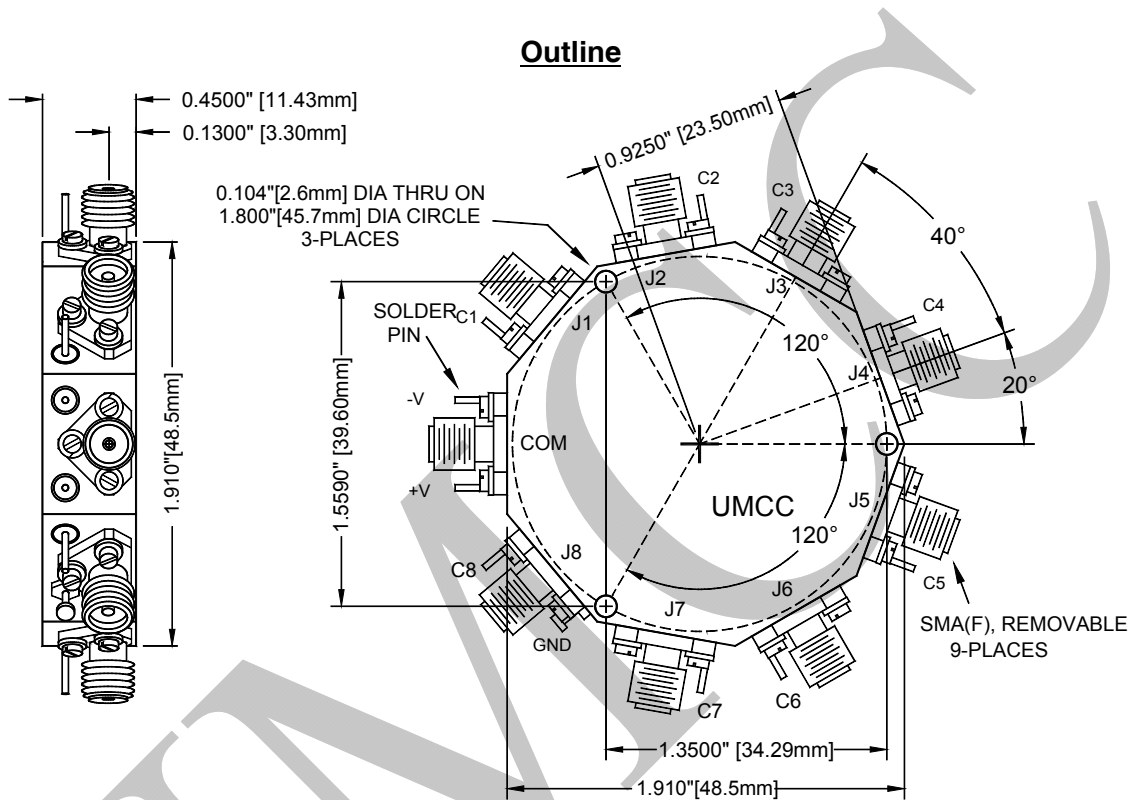 Outline
0.4500" [11.43mm]
0.1300" [3.30mm]
0.9250" [23.50mm]
0.104"[2.6mm] DIA THRU ON
1.800"[45.7mm] DIA CIRCLE
3-PLACES
C2
C3
40°
J2
J3
C4
SOLDER
PIN
C1
J1
120°
J4
20°
-V
COM
+V
1.910"[48.5mm]
1.5590" [39.60mm]
UMCC
J5
120°
J8
C8
J6
J7
C5
GND
SMA(F), REMOVABLE
9-PLACES
C6
C7
1.3500" [34.29mm]
1.910"[48.5mm]
UMCC